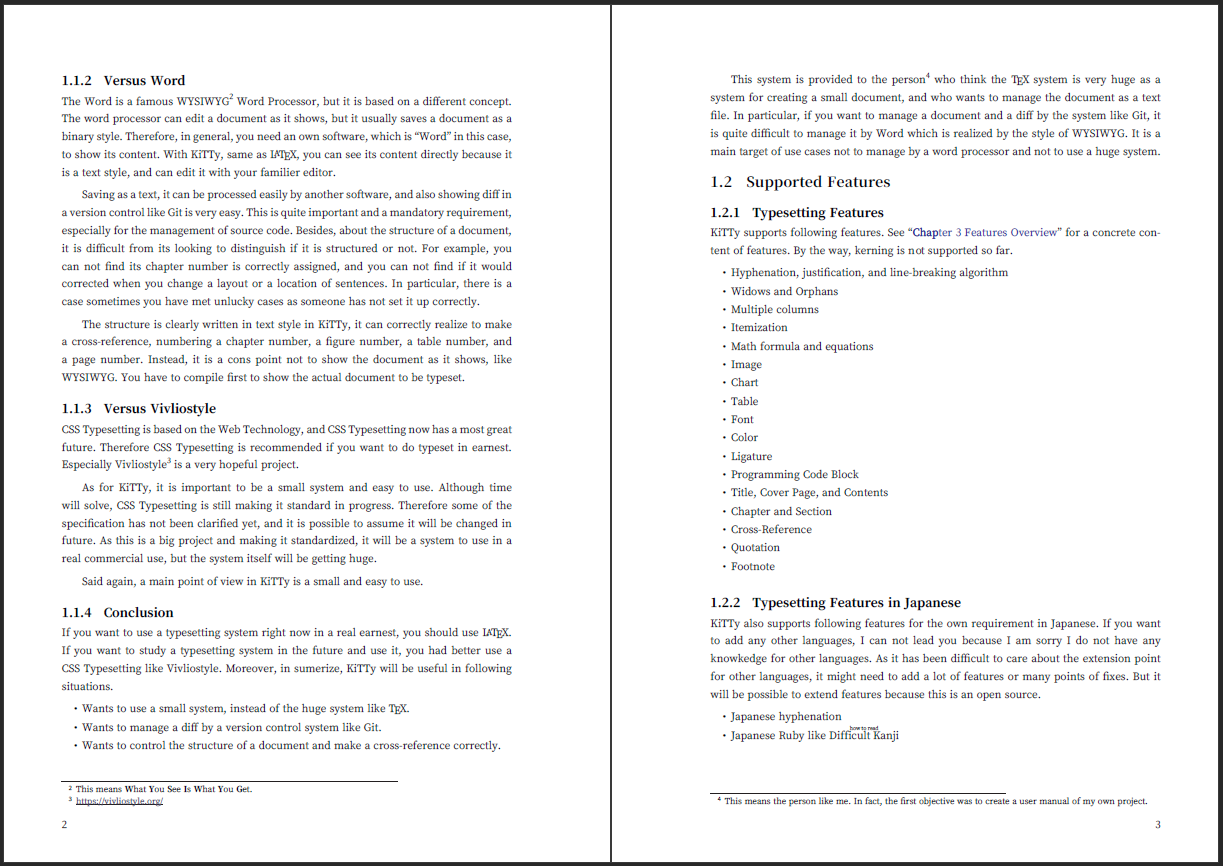 1.1.2 Versus Word
The Word is a famous WYSIWYG2 Word Processor, but it is based on a different concept.
The word processor can edit a document as it shows, but it usually saves a document as a
binary style. Therefore, in general, you need an own software, which is “Word” in this case,
to show its content. With KiTTy, same as LATEX, you can see its content directly because it
is a text style, and can edit it with your familier editor.
Saving as a text, it can be processed easily by another software, and also showing diff in
a version control like Git is very easy. This is quite important and a mandatory requirement,
especially for the management of source code. Besides, about the structure of a document,
it is difficult from its looking to distinguish if it is structured or not. For example, you
can not find its chapter number is correctly assigned, and you can not find if it would
corrected when you change a layout or a location of sentences. In particular, there is a
case sometimes you have met unlucky cases as someone has not set it up correctly.
The structure is clearly written in text style in KiTTy, it can correctly realize to make
a cross-reference, numbering a chapter number, a figure number, a table number, and
a page number. Instead, it is a cons point not to show the document as it shows, like
WYSIWYG. You have to compile first to show the actual document to be typeset.
1.1.3 Versus Vivliostyle
CSS Typesetting is based on the Web Technology, and CSS Typesetting now has a most great
future. Therefore CSS Typesetting is recommended if you want to do typeset in earnest.
Especially Vivliostyle3 is a very hopeful project.
As for KiTTy, it is important to be a small system and easy to use. Although time
will solve, CSS Typesetting is still making it standard in progress. Therefore some of the
specification has not been clarified yet, and it is possible to assume it will be changed in
future. As this is a big project and making it standardized, it will be a system to use in a
real commercial use, but the system itself will be getting huge.
Said again, a main point of view in KiTTy is a small and easy to use.
1.1.4 Conclusion
If you want to use a typesetting system right now in a real earnest, you should use LATEX.
If you want to study a typesetting system in the future and use it, you had better use a
CSS Typesetting like Vivliostyle. Moreover, in sumerize, KiTTy will be useful in following
situations.
• Wants to use a small system, instead of the huge system like TEX.
• Wants to manage a diff by a version control system like Git.
• Wants to control the structure of a document and make a cross-reference correctly.
2 This means What You See Is What You Get.
3 https://vivliostyle.org/
2
This system is provided to the person4 who think the TEX system is very huge as a
system for creating a small document, and who wants to manage the document as a text
file. In particular, if you want to manage a document and a diff by the system like Git, it
is quite difficult to manage it by Word which is realized by the style of WYSIWYG. It is a
main target of use cases not to manage by a word processor and not to use a huge system.
1.2 Supported Features
1.2.1 Typesetting Features
KiTTy supports following features. See “Chapter 3 Features Overview” for a concrete con-
tent of features. By the way, kerning is not supported so far.
• Hyphenation, justification, and line-breaking algorithm
• Widows and Orphans
• Multiple columns
• Itemization
• Math formula and equations
• Image
• Chart
• Table
• Font
• Color
• Ligature
• Programming Code Block
• Title, Cover Page, and Contents
• Chapter and Section
• Cross-Reference
• Quotation
• Footnote
1.2.2 Typesetting Features in Japanese
KiTTy also supports following features for the own requirement in Japanese. If you want
to add any other languages, I can not lead you because I am sorry I do not have any
knowkedge for other languages. As it has been difficult to care about the extension point
for other languages, it might need to add a lot of features or many points of fixes. But it
will be possible to extend features because this is an open source.
• Japanese hyphenation
how to read
• Japanese Ruby like Difficult Kanji
4 This means the person like me. In fact, the first objective was to create a user manual of my own project.
3